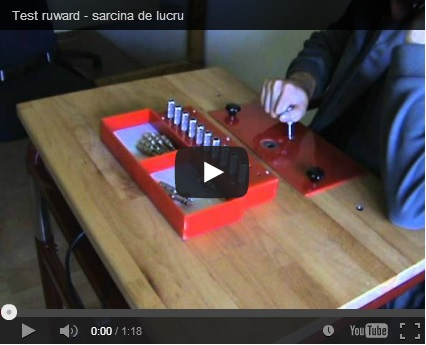 Test ruward - sarcina de lucru
0:00 / 1:18
YouTube